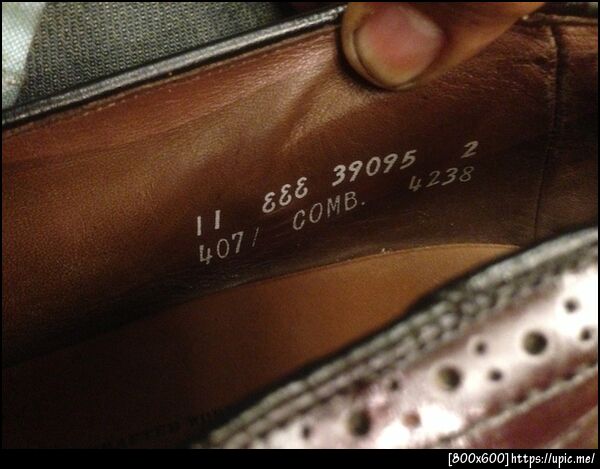 11 EEE 39095 2
407/ COMB. 4238
[800x600]https://upic.me/